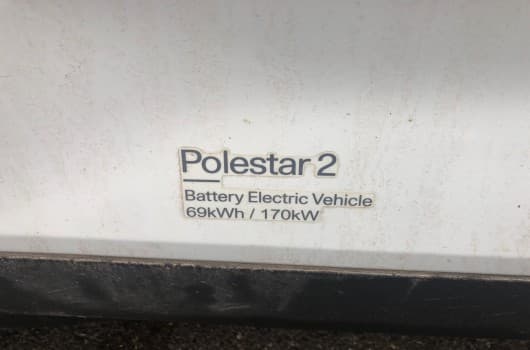 Polestar 2
Battery Electric Vehicle
69kWh / 170kW